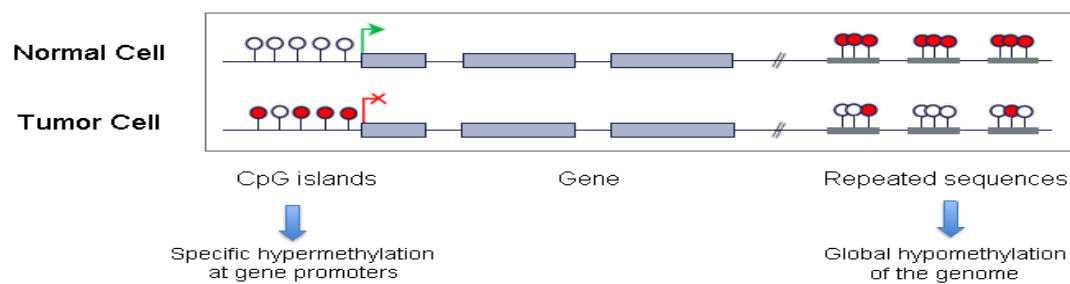 Normal Cell
Tumor Cell
CpG islands
Gene
Repeated sequences
Specific hypermethylation
at gene promoters
Global hypomethylation
of the genome